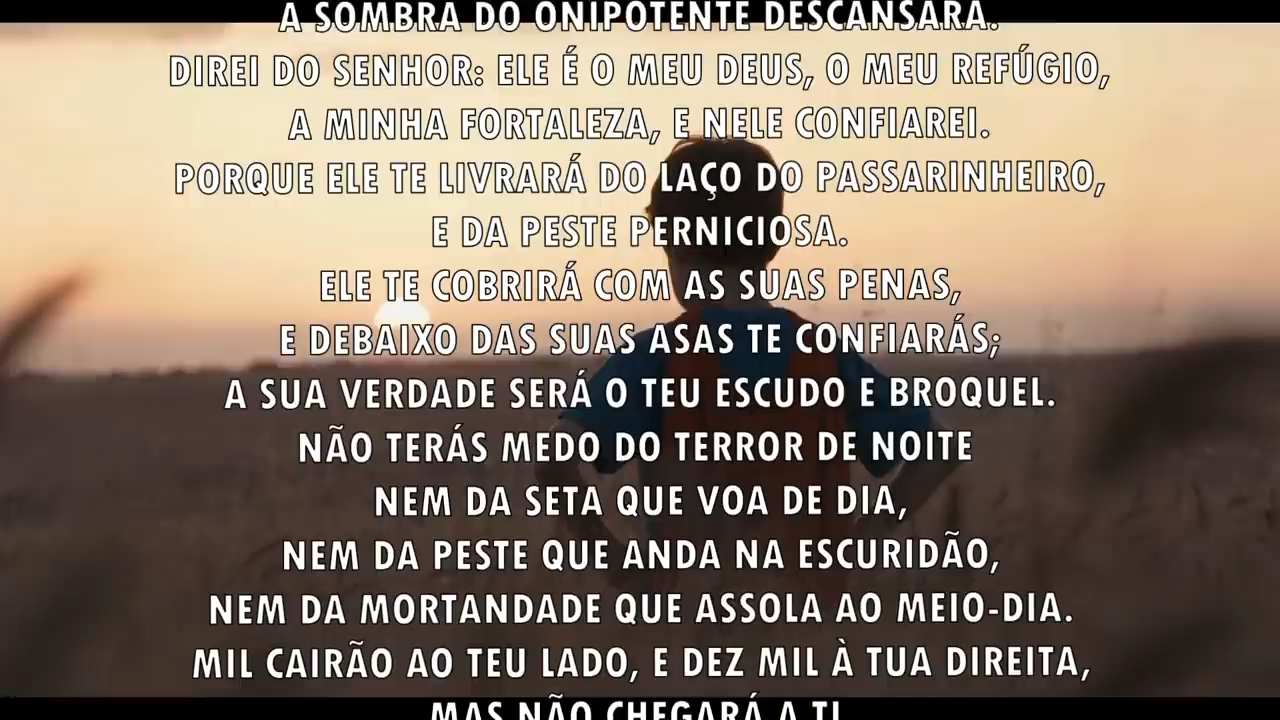 À SOMBRA DO ONIPOTENTE DESCANSARÁ.
DIREI DO SENHOR: ELE É O MEU DEUS, O MEU REFÚGIO,
A MINHA FORTALEZA, E NELE CONFIAREI.
PORQUE ELE TE LIVRARÁ DO LAÇO DO PASSARINHEIRO,
E DA PESTE PERNICIOSA.
ELE TE COBRIRÁ COM AS SUAS PENAS,
E DEBAIXO DAS SUAS ASAS TE CONFIARÁS;
A SUA VERDADE SERÁ O TEU ESCUDO E BROQUEL.
NÃO TERÁS MEDO DO TERROR DE NOITE
NEM DA SETA QUE VOA DE DIA,
NEM DA PESTE QUE ANDA NA ESCURIDÃO,
NEM DA MORTANDADE QUE ASSOLA AO MEIO-DIA.
MIL CAIRÃO AO TEU LADO, E DEZ MIL À TUA DIREITA,
MAS NÃO CHEGARÁ A TI